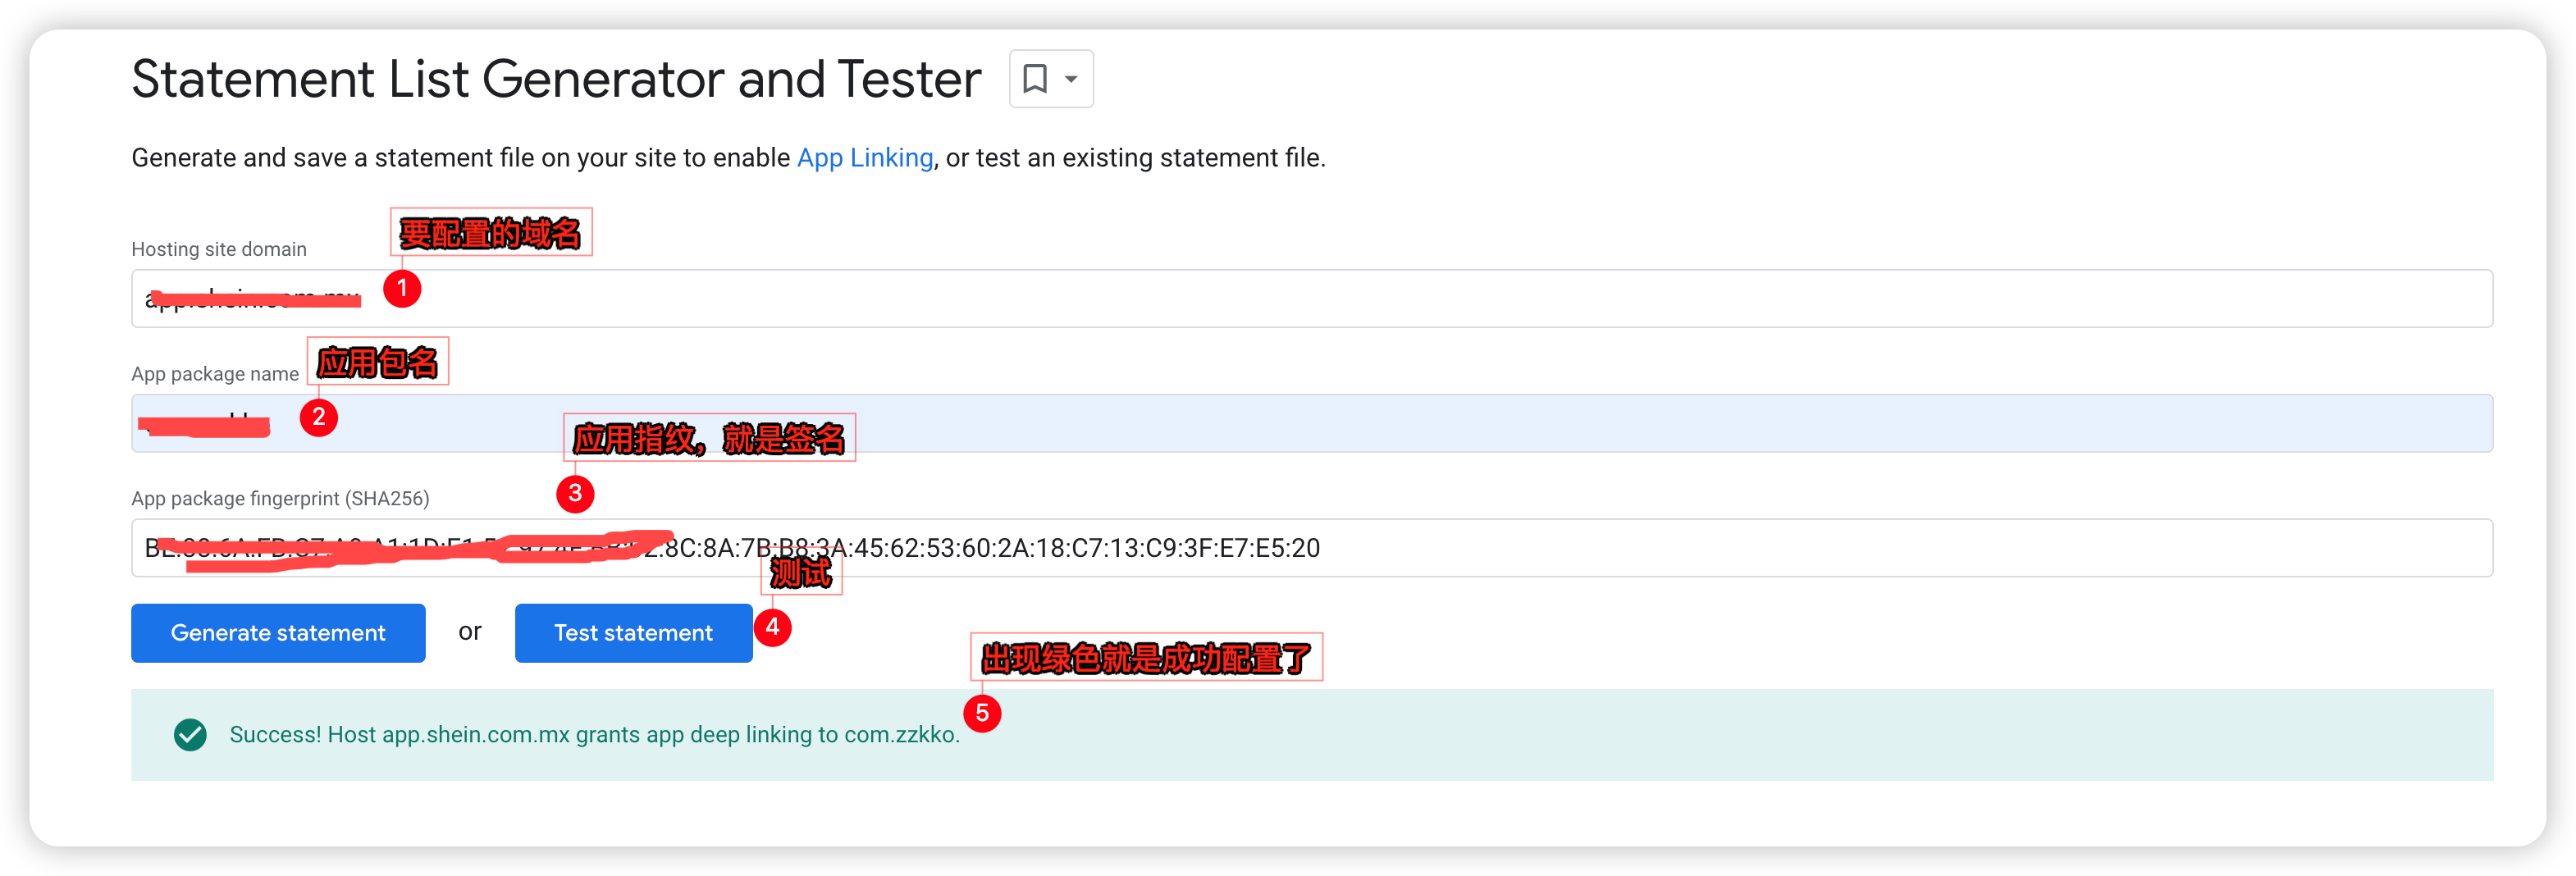 Statement List Generator and Tester
Generate and save a statement file on your site to enable App Linking, or test an existing statement file.
要配置的域名
Hosting site domain
1
应用包名
App package name
2
应用指纹，就是签名
3
App package fingerprint (SHA256)
:8C:8A:7B:B8:3A:45:62:53:60:2A:18:C7:13:C9:3F:E7:E5:20
测试
Generate statement or Test statement 4
出现绿色就是成功配置了
5
Success! Host app.shein.com.mx grants app deep linking to com.zzkko.